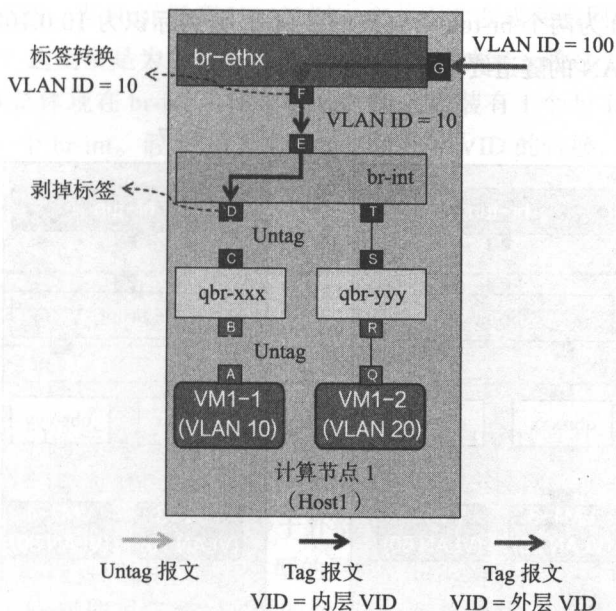 标签转换
VLAN ID = 10
br-ethx
VLAN ID = 100
G
F
VLAN ID = 10
E
br-int
剥掉标签
D
T
Untag
C
S
qbr-xxx
qbr-yyy
B
R
Untag
A
Q
VM1-1
(VLAN 10)
VM1-2
(VLAN 20)
计算节点 1
（Host1）
Untag 报文
Tag 报文
VID = 内层 VID
Tag 报文
VID = 外层 VID